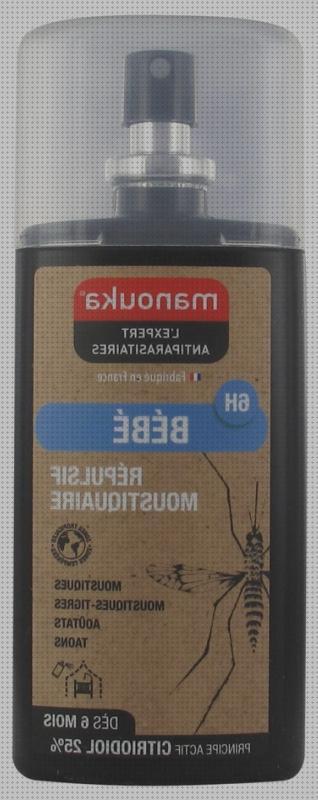 manouka®
L'EXPERT
ANTIPARASITAIRES
Fabriqué en France
6H
BÉBÉ
RÉPULSIF
MOUSTIQUAIRE
MOUSTIQUES
MOUSTIQUES-TIGRES
AOÛTATS
TAONS
DÈS 6 MOIS
PRINCIPE ACTIF CITRIODIOL 25%